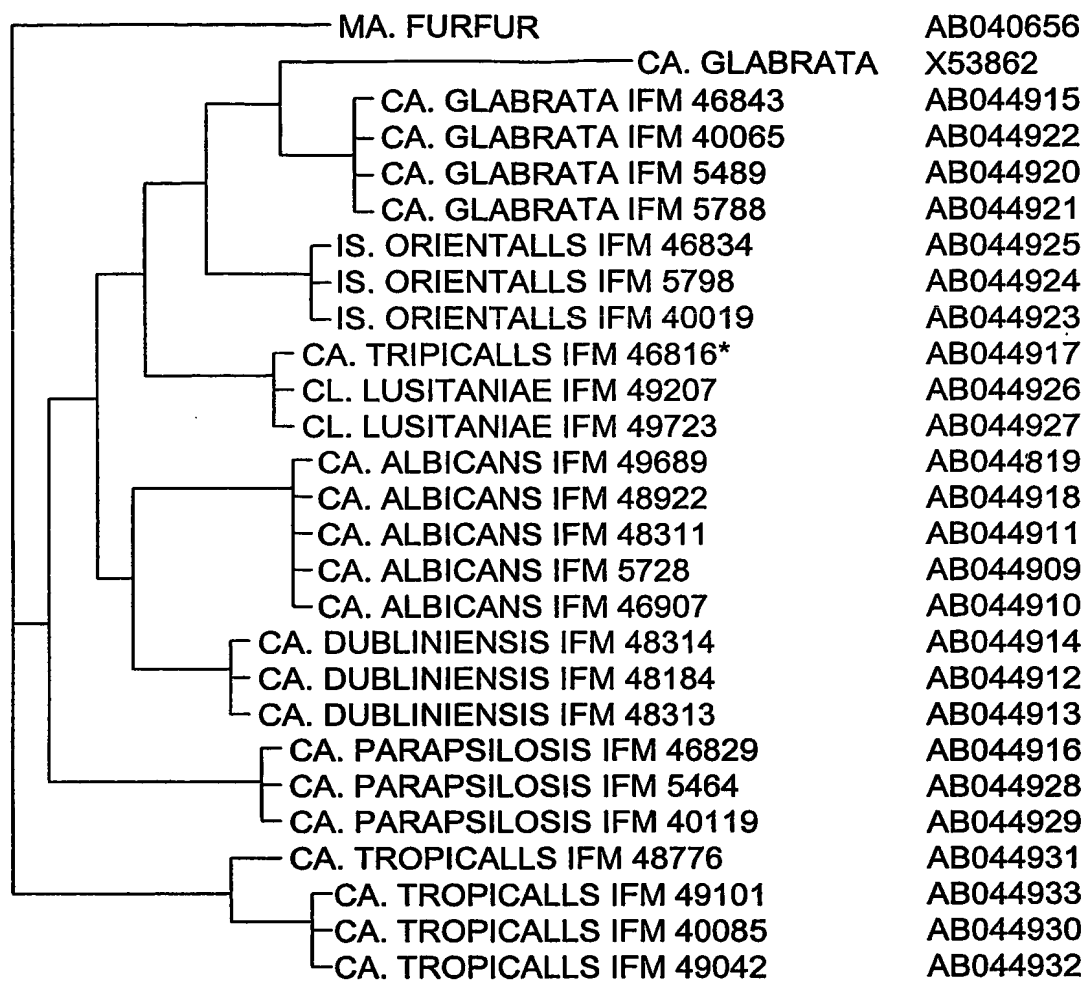 MA. FURFUR AB040656
CA. GLABRATA X53862
CA. GLABRATA IFM 46843 AB044915
CA. GLABRATA IFM 40065 AB044922
CA. GLABRATA IFM 5489 AB044920
CA. GLABRATA IFM 5788 AB044921
IS. ORIENTALLS IFM 46834 AB044925
IS. ORIENTALLS IFM 5798 AB044924
IS. ORIENTALLS IFM 40019 AB044923
CA. TRIPICALLS IFM 46816* AB044917
CL. LUSITANIAE IFM 49207 AB044926
CL. LUSITANIAE IFM 49723 AB044927
CA. ALBICANS IFM 49689 AB044819
CA. ALBICANS IFM 48922 AB044918
CA. ALBICANS IFM 48311 AB044911
CA. ALBICANS IFM 5728 AB044909
CA. ALBICANS IFM 46907 AB044910
CA. DUBLINIENSIS IFM 48314 AB044914
CA. DUBLINIENSIS IFM 48184 AB044912
CA. DUBLINIENSIS IFM 48313 AB044913
CA. PARAPSILOSIS IFM 46829 AB044916
CA. PARAPSILOSIS IFM 5464 AB044928
CA. PARAPSILOSIS IFM 40119 AB044929
CA. TROPICALLS IFM 48776 AB044931
CA. TROPICALLS IFM 49101 AB044933
CA. TROPICALLS IFM 40085 AB044930
CA. TROPICALLS IFM 49042 AB044932